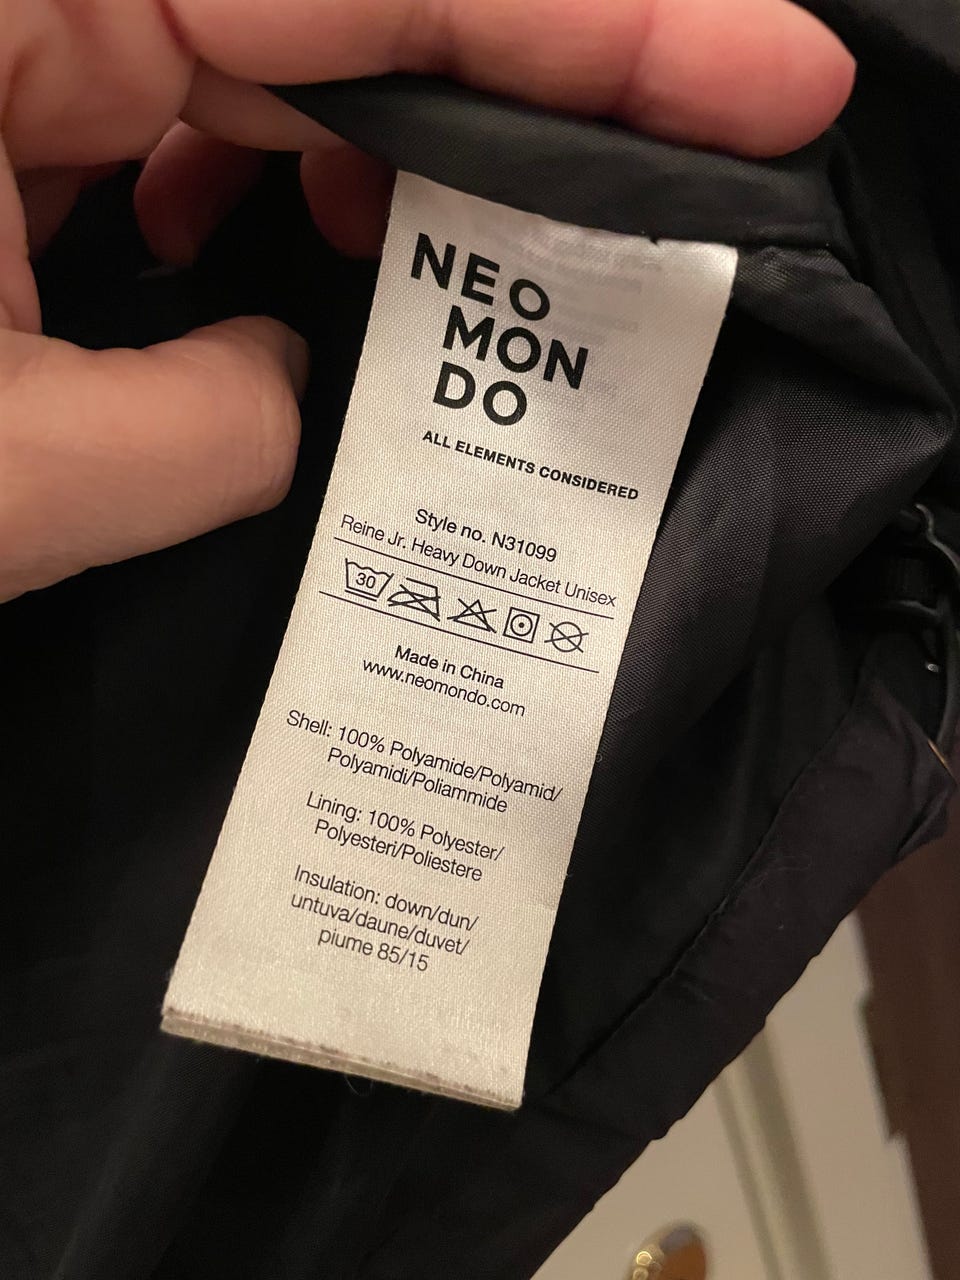 NEO
MON
DO
ALL ELEMENTS CONSIDERED
Style no. N31099
Reine Jr. Heavy Down Jacket Unisex
30
Made in China
www.neomondo.com
Shell: 100% Polyamide/Polyamid/
Polyamidi/Poliammide
Lining: 100% Polyester/
Polyesteri/Poliestere
Insulation: down/dun/
untuva/daune/duvet/
piume 85/15